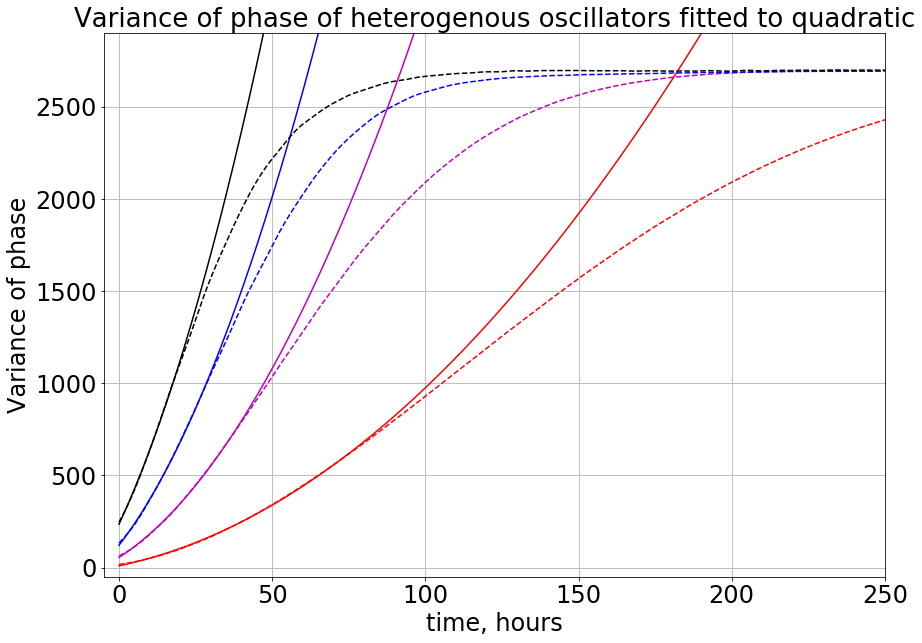 Variance of phase of heterogenous oscillators fitted to quadratic
Variance of phase
2500
2000
1500
1000
500
0
0 50 100 150 200 250
time, hours